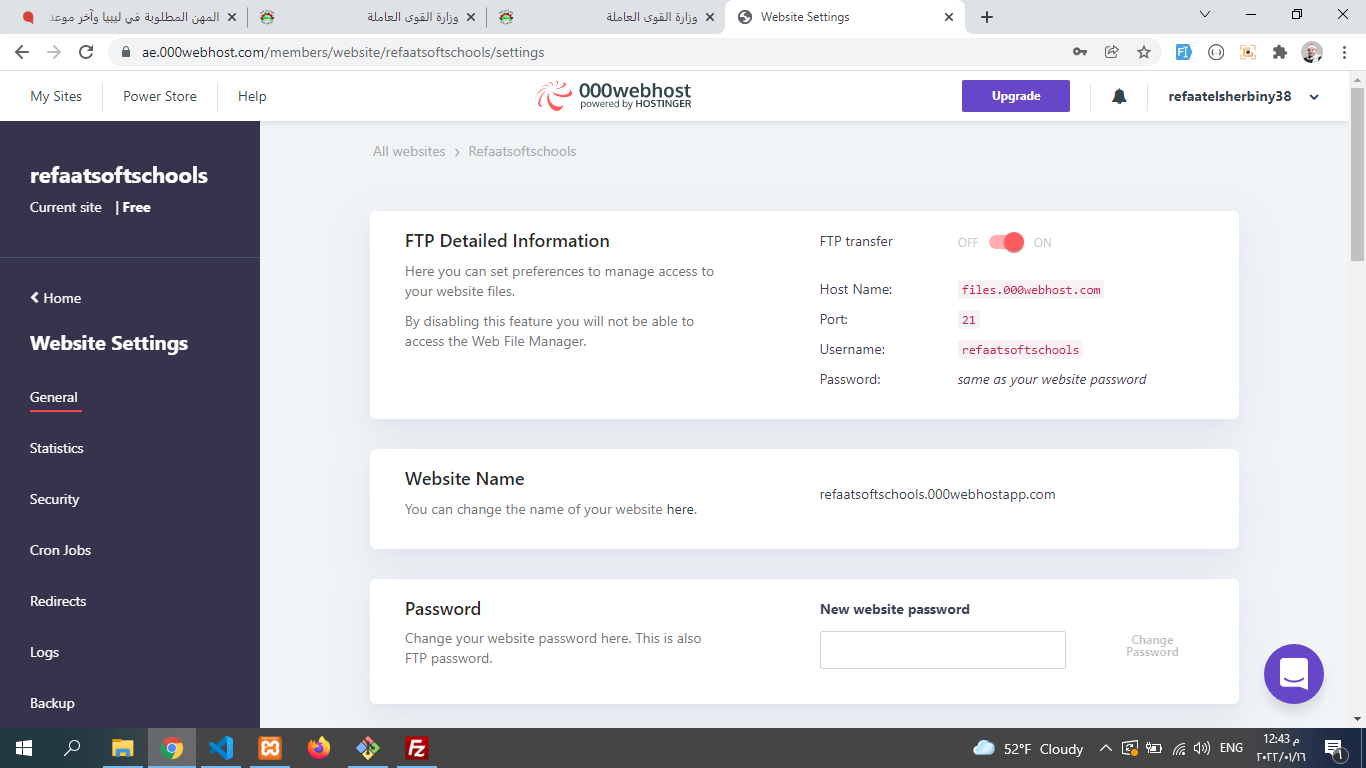 المهن المطلوبة في ليبيا وآخر موعد
وزارة القوى العاملة
وزارة القوى العاملة
Website Settings
ae.000webhost.com/members/website/refaatsoftschools/settings
My Sites
Power Store
Help
000webhost
powered by HOSTINGER
Upgrade
refaatelsherbiny38
refaatsoftschools
Current site | Free
Home
Website Settings
General
Statistics
Security
Cron Jobs
Redirects
Logs
Backup
All websites > Refaatsoftschools
FTP Detailed Information
Here you can set preferences to manage access to
your website files.
By disabling this feature you will not be able to
access the Web File Manager.
FTP transfer OFF ON
Host Name: files.000webhost.com
Port: 21
Username: refaatsoftschools
Password: same as your website password
Website Name
You can change the name of your website here.
refaatsoftschools.000webhostapp.com
Password
Change your website password here. This is also
FTP password.
New website password
Change
Password
52°F Cloudy
ENG
12:43 م
٢٠٢٢/٠١/١٦
1